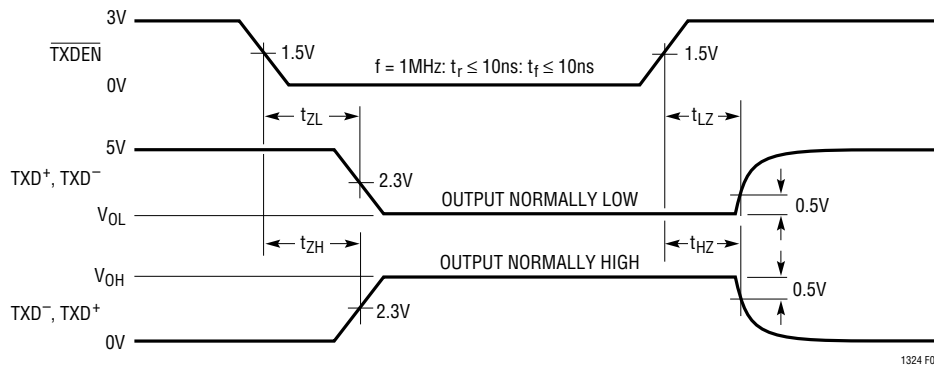 3V
TXDEN
1.5V
f = 1MHz: tr ≤ 10ns: tf ≤ 10ns
1.5V
0V
tZL
tLZ
5V
TXD+, TXD−
2.3V
OUTPUT NORMALLY LOW
0.5V
VOL
tZH
tHZ
VOH
OUTPUT NORMALLY HIGH
0.5V
TXD−, TXD+
2.3V
0V
1324 F0